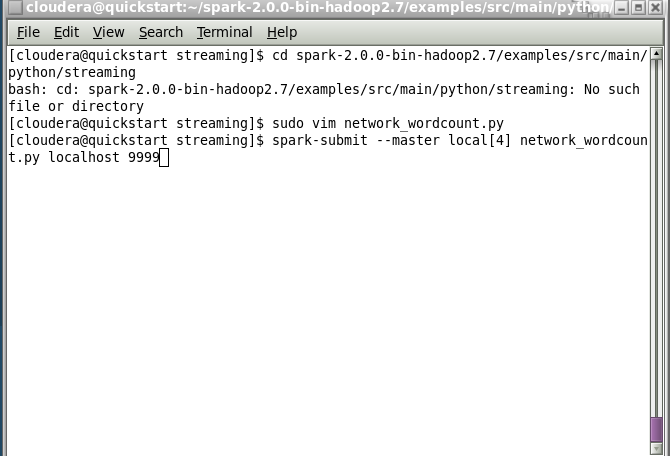 cloudera@quickstart:~/spark-2.0.0-bin-hadoop2.7/examples/src/main/python/
File Edit View Search Terminal Help
[cloudera@quickstart streaming]$ cd spark-2.0.0-bin-hadoop2.7/examples/src/main/
python/streaming
bash: cd: spark-2.0.0-bin-hadoop2.7/examples/src/main/python/streaming: No such
file or directory
[cloudera@quickstart streaming]$ sudo vim network_wordcount.py
[cloudera@quickstart streaming]$ spark-submit --master local[4] network_wordcoun
t.py localhost 9999